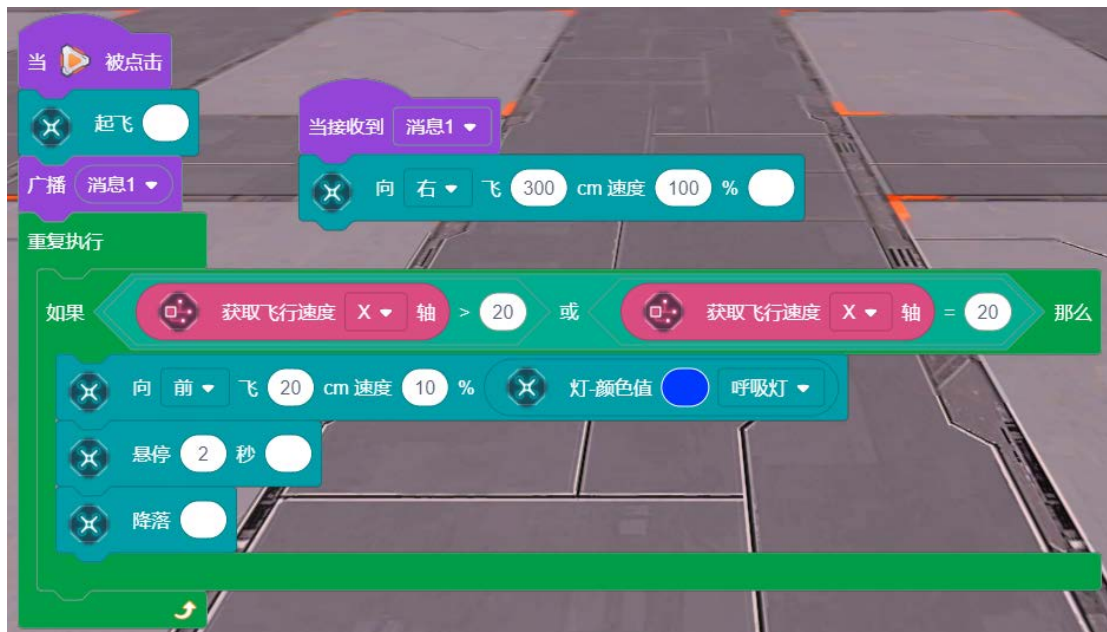 当 被点击
起飞
广播 消息1
重复执行
当接收到 消息1
向 右 飞 300 cm 速度 100 %
如果 获取飞行速度 X 轴 > 20 或 获取飞行速度 X 轴 = 20 那么
向 前 飞 20 cm 速度 10 % 灯-颜色值 呼吸灯
悬停 2 秒
降落